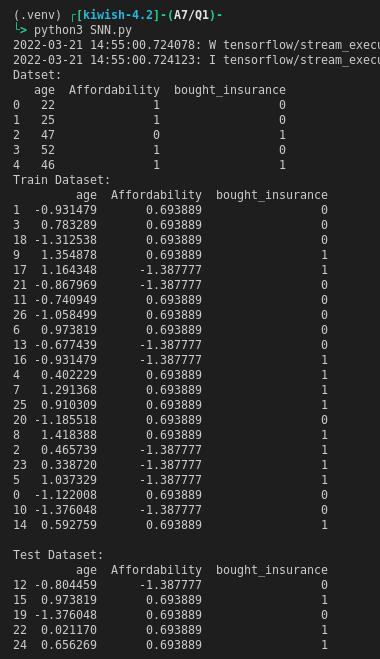 (.venv) ┌[kiwish-4.2]-(A7/Q1)-
└> python3 SNN.py
2022-03-21 14:55:00.724078: W tensorflow/stream_execu
2022-03-21 14:55:00.724123: I tensorflow/stream_execu
Datset:
   age  Affordability  bought_insurance
0   22              1                 0
1   25              1                 0
2   47              0                 1
3   52              1                 0
4   46              1                 1
Train Dataset:
         age  Affordability  bought_insurance
1  -0.931479       0.693889                 0
3   0.783289       0.693889                 0
18 -1.312538       0.693889                 0
9   1.354878       0.693889                 1
17  1.164348      -1.387777                 1
21 -0.867969      -1.387777                 0
11 -0.740949       0.693889                 0
26 -1.058499       0.693889                 0
6   0.973819       0.693889                 0
13 -0.677439      -1.387777                 0
16 -0.931479      -1.387777                 1
4   0.402229       0.693889                 1
7   1.291368       0.693889                 1
25  0.910309       0.693889                 1
20 -1.185518       0.693889                 0
8   1.418388       0.693889                 1
2   0.465739      -1.387777                 1
23  0.338720      -1.387777                 1
5   1.037329      -1.387777                 1
0  -1.122008       0.693889                 0
10 -1.376048      -1.387777                 0
14  0.592759       0.693889                 1
Test Dataset:
         age  Affordability  bought_insurance
12 -0.804459      -1.387777                 0
15  0.973819       0.693889                 1
19 -1.376048       0.693889                 0
22  0.021170       0.693889                 1
24  0.656269       0.693889                 1